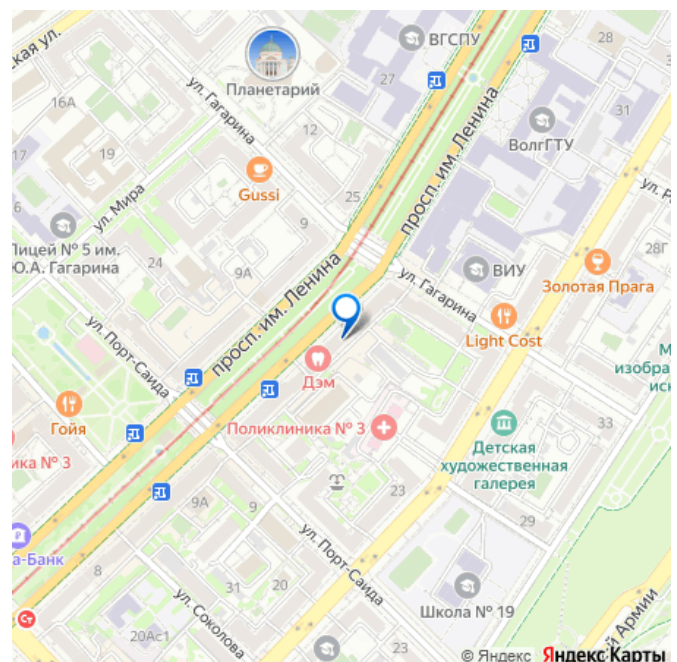 ская ул.
ВГСПУ
28
Планетарий
27
просп. им. Ленина
ул. Гагарина
16А
31
12
ВолгГТУ
17
19
Gussi
ул. Р
25
ул. Мира
9
Лицей № 5 им.
Ю.А. Гагарина
28Г
ВИУ
24
9А
просп. им. Ленина
ул. Гагарина
Золотая Прага
Light Cost
ул. Порт-Саида
М
изобра
иск
Дэм
Гойя
Поликлиника № 3
33
ика № 3
Детская
художественная
галерея
9А
9
23
29
а-Банк
ул. Порт-Саида
8
31
20
Школа № 19
Ст
ул. Соколова
20Ас1
23
й Армии
© Яндекс Яндекс Карты